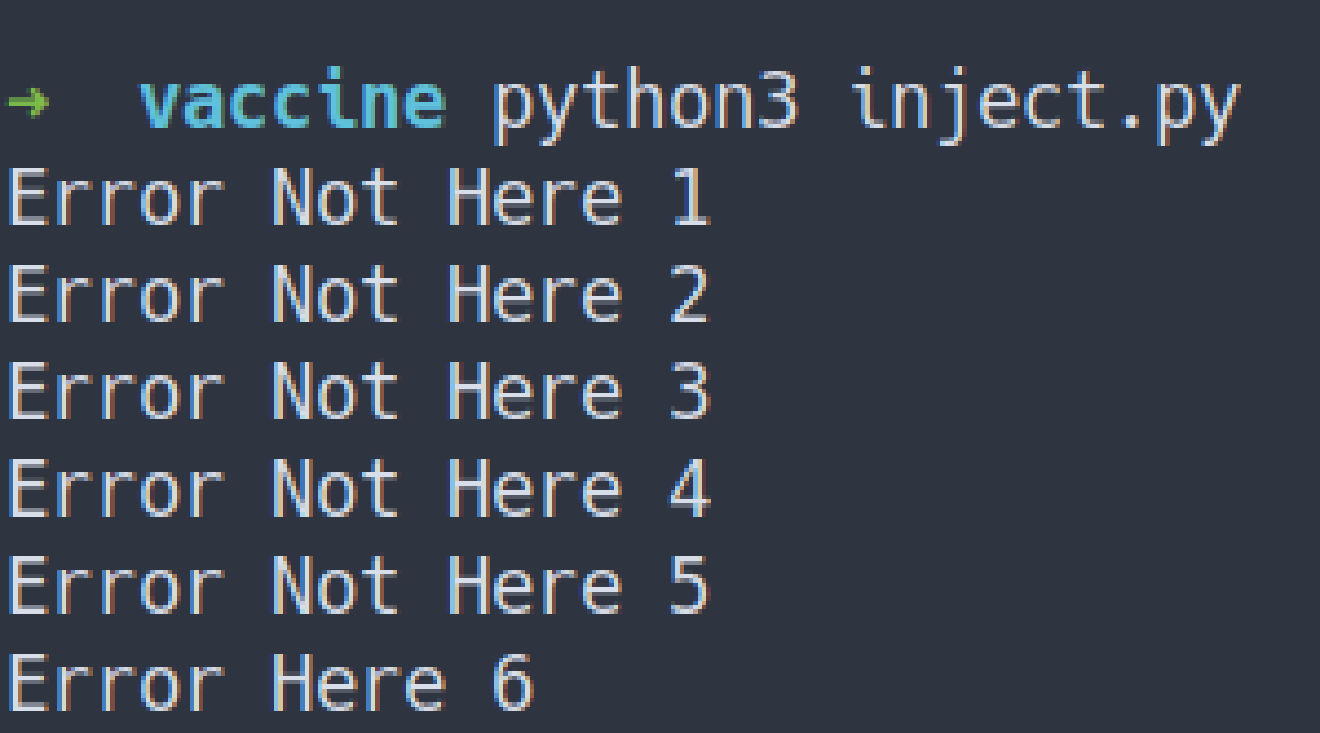 ➜ vaccine python3 inject.py
Error Not Here 1
Error Not Here 2
Error Not Here 3
Error Not Here 4
Error Not Here 5
Error Here 6